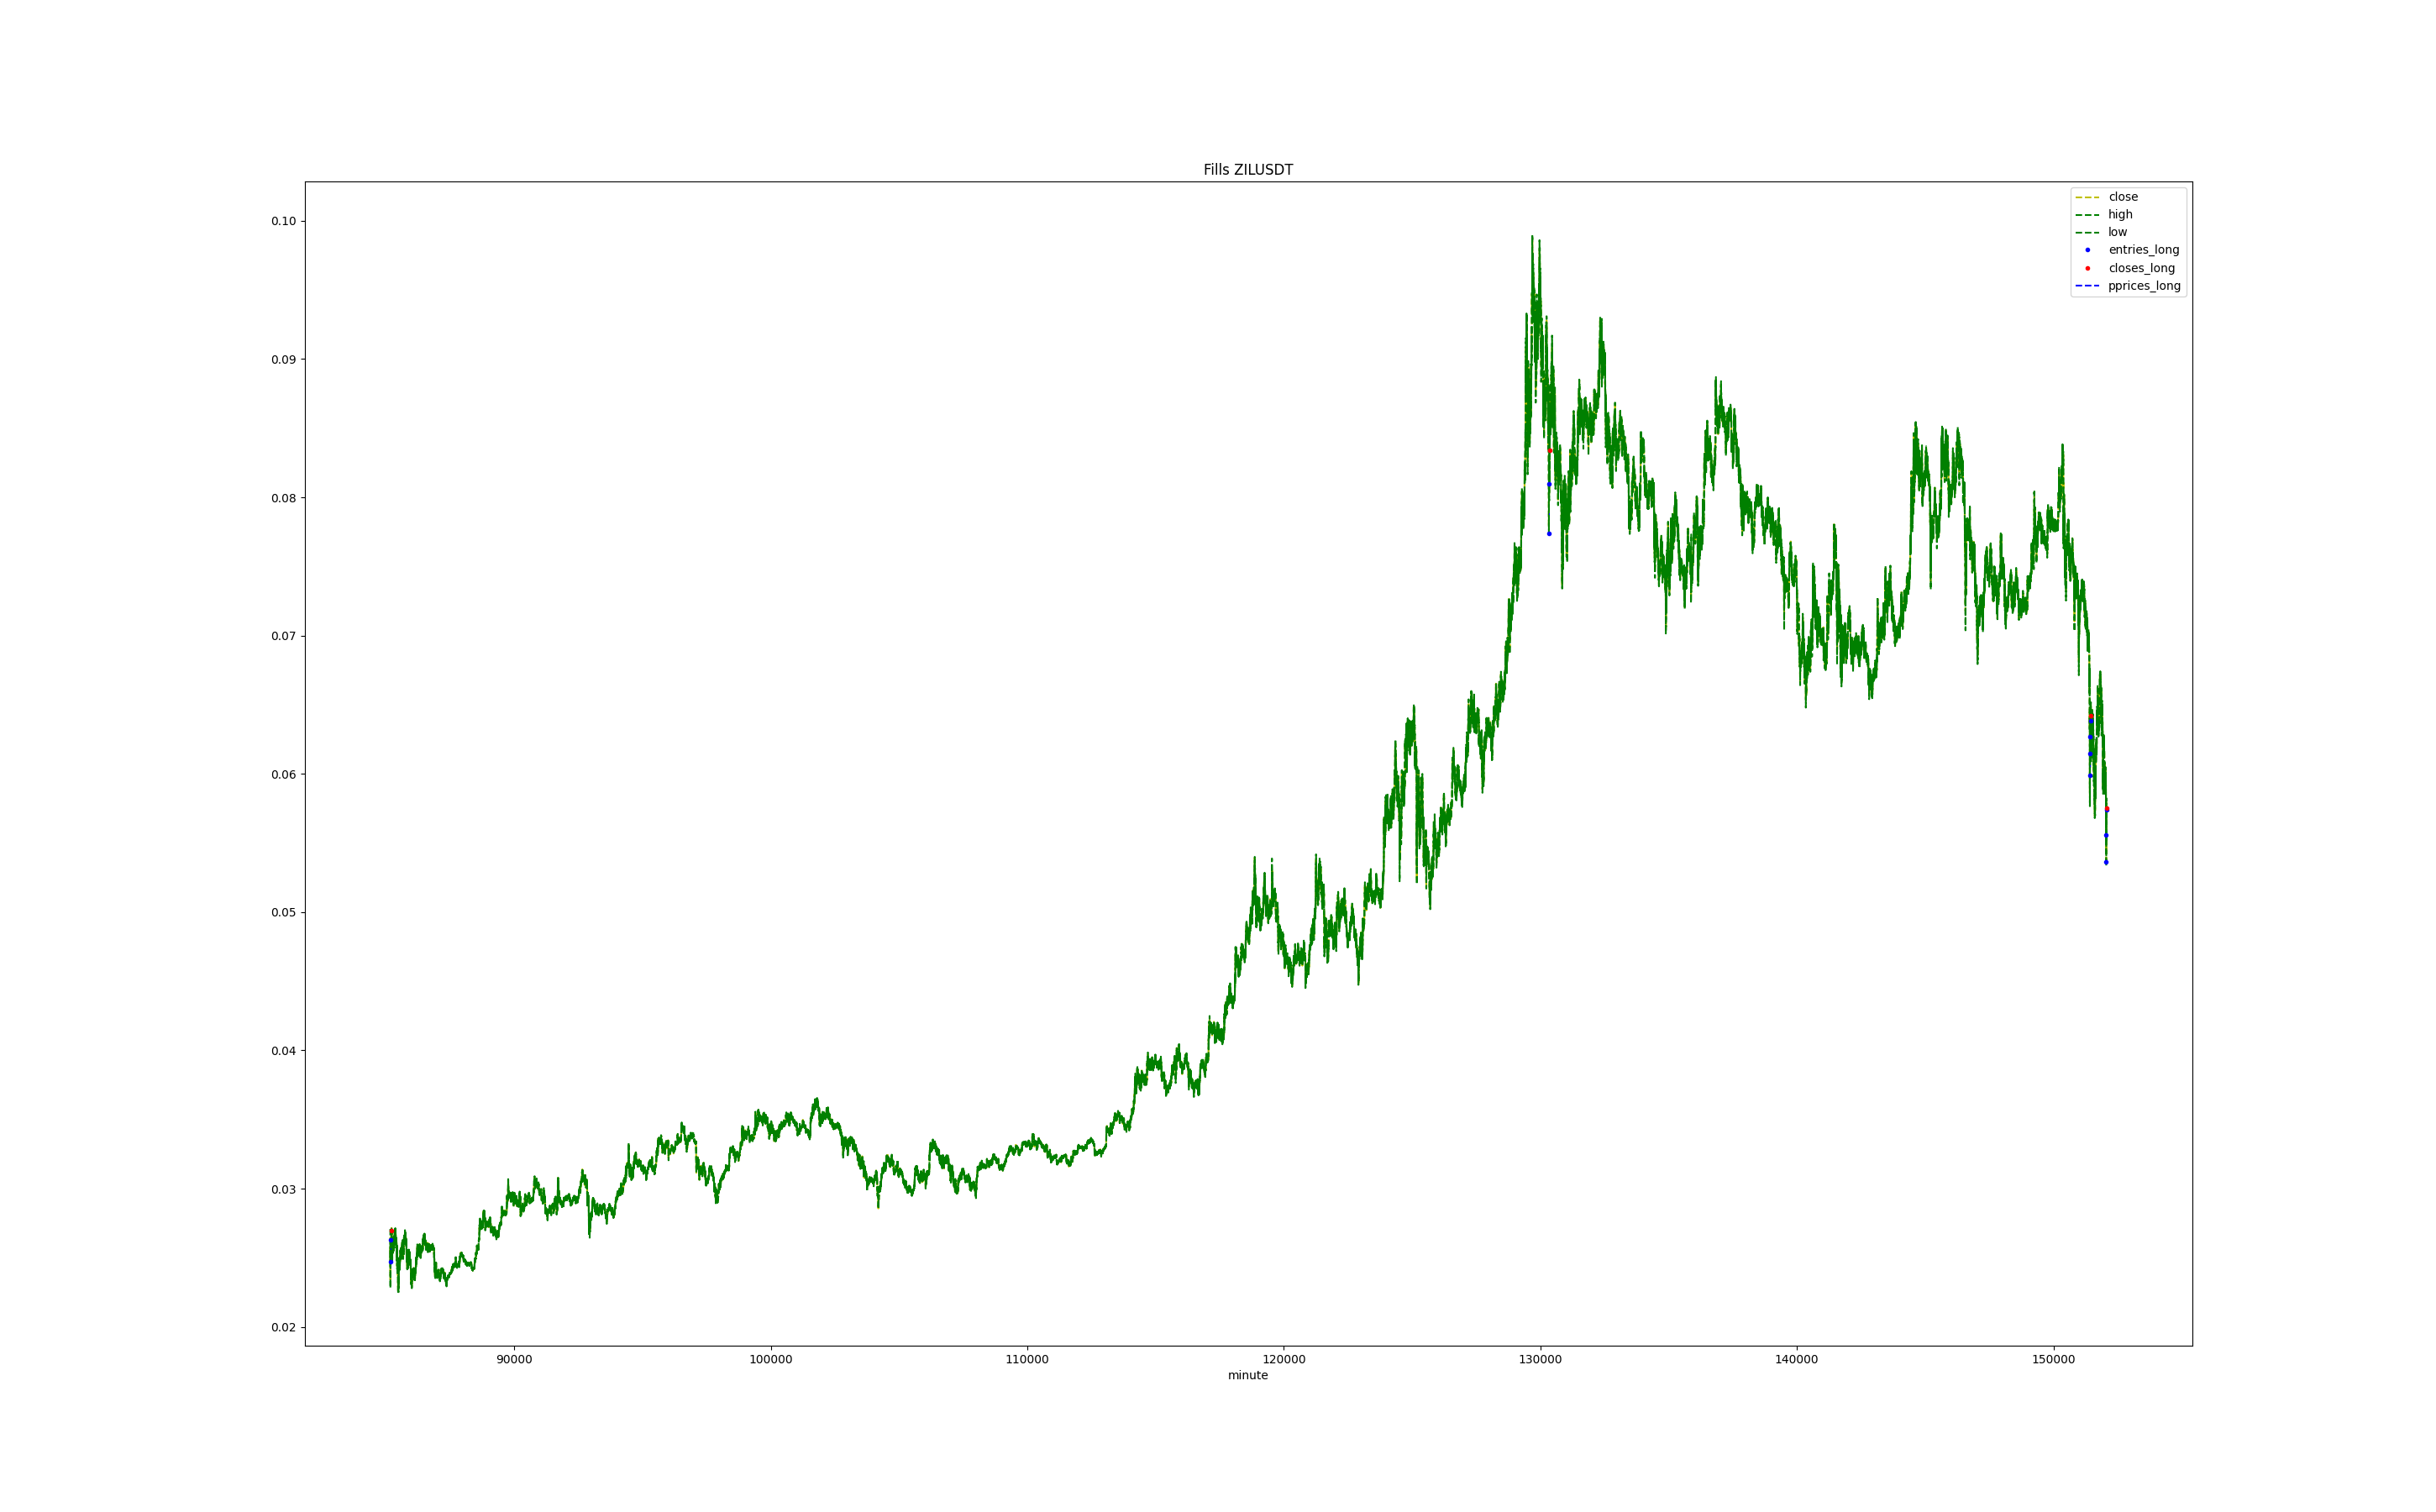 Fills ZILUSDT
close
high
low
entries_long
closes_long
pprices_long
0.10
0.09
0.08
0.07
0.06
0.05
0.04
0.03
0.02
90000 100000 110000 120000 130000 140000 150000
minute